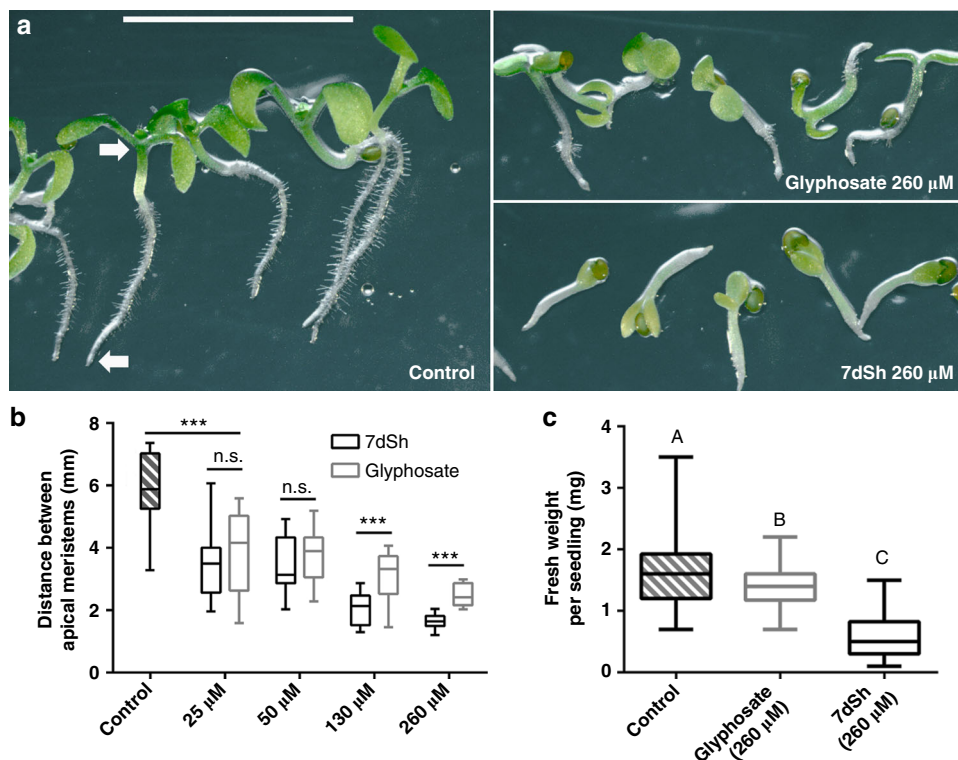 a
Control
Glyphosate 260 μM
7dSh 260 μM
b
Distance between
apical meristems (mm)
8
6
4
2
0
***
n.s.
n.s.
***
***
7dSh
Glyphosate
Control
25 μM
50 μM
130 μM
260 μM
c
Fresh weight
per seedling (mg)
4
3
2
1
0
A
B
C
Control
Glyphosate
(260 μM)
7dSh
(260 μM)